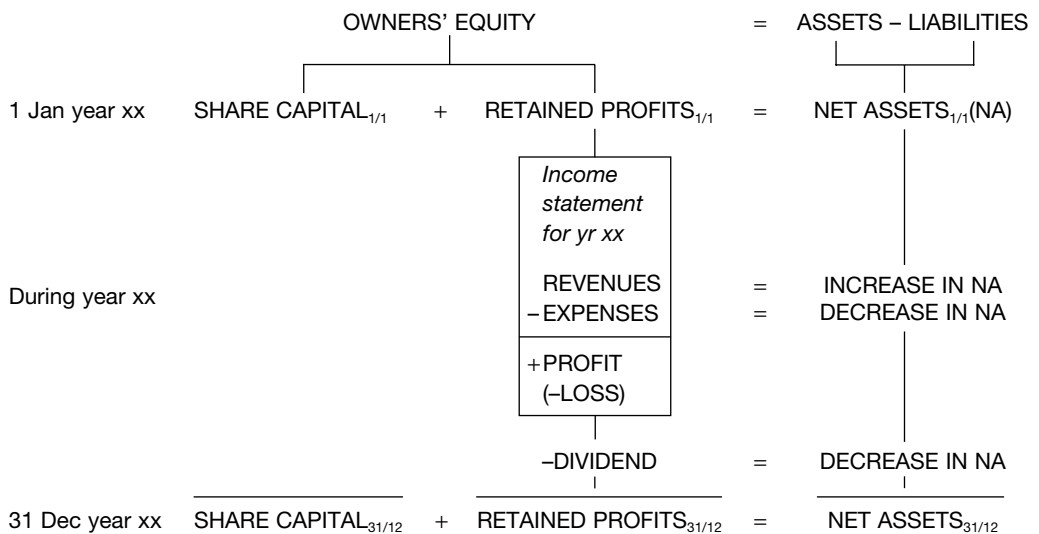 OWNERS’ EQUITY = ASSETS – LIABILITIES
1 Jan year xx SHARE CAPITAL1/1 + RETAINED PROFITS1/1 = NET ASSETS1/1(NA)
Income
statement
for yr xx
REVENUES = INCREASE IN NA
During year xx
–EXPENSES = DECREASE IN NA
+PROFIT
(–LOSS)
–DIVIDEND = DECREASE IN NA
31 Dec year xx SHARE CAPITAL31/12 + RETAINED PROFITS31/12 = NET ASSETS31/12